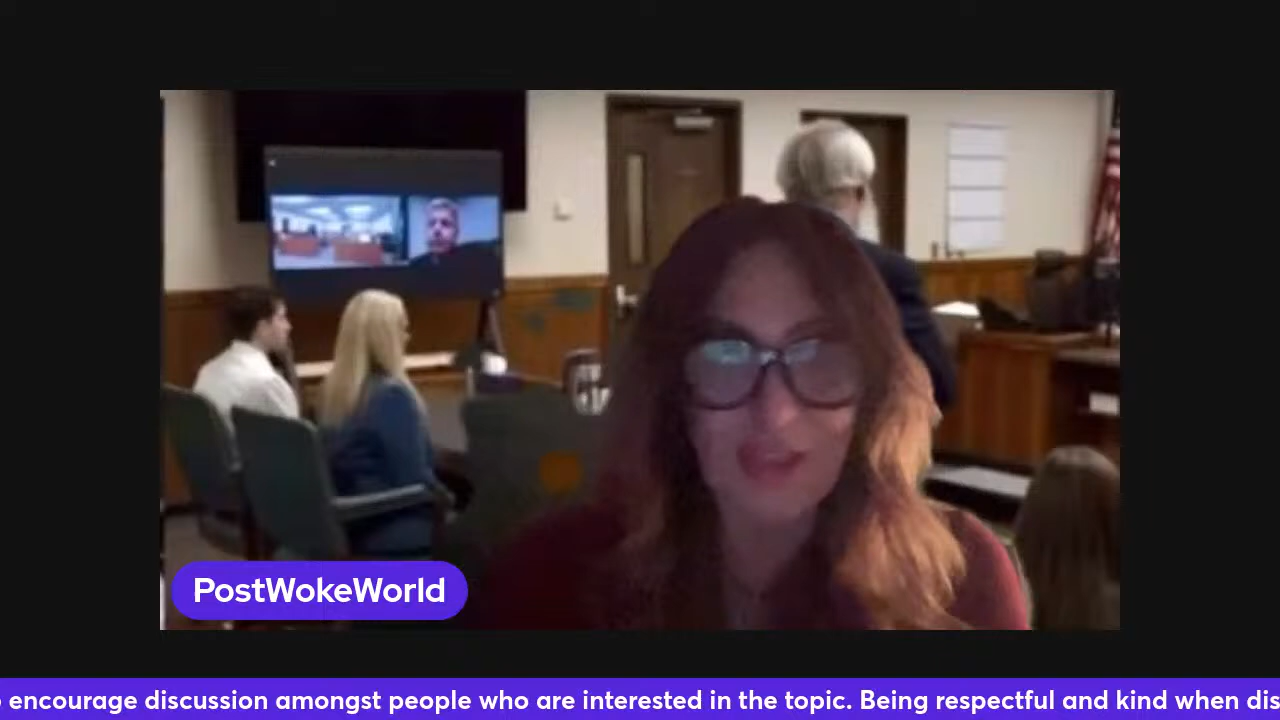 PostWokeWorld
encourage discussion amongst people who are interested in the topic. Being respectful and kind when dis